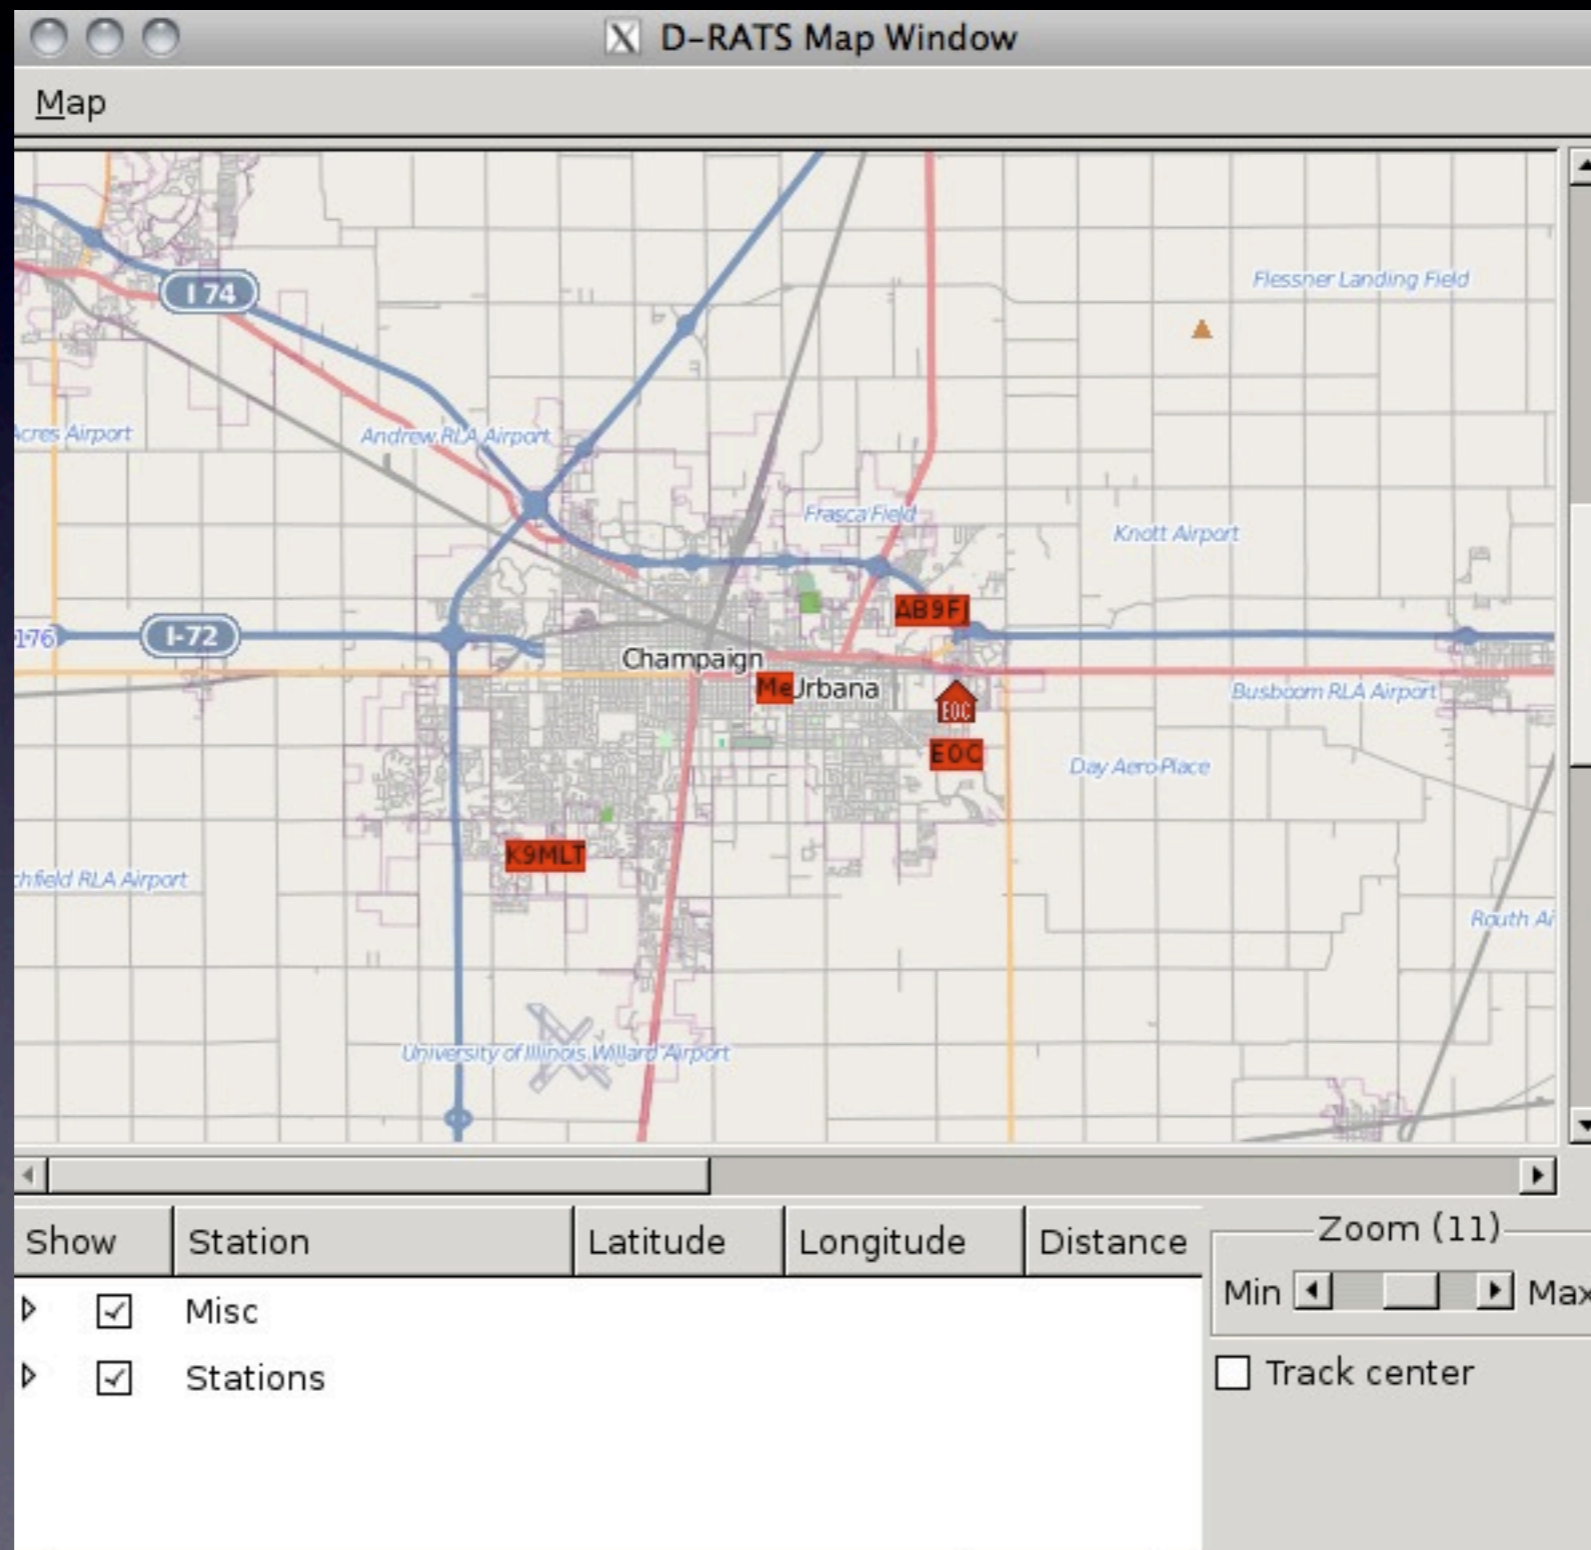 D-RATS Map Window
Map
I 74
Flessner Landing Field
Acres Airport
Andrew RLA Airport
Frasca Field
Knott Airport
AB9FJ
176
I-72
Champaign
Me
Urbana
EOC
Busboom RLA Airport
EOC
Day Aero Place
K9MLT
chfield RLA Airport
Routh Ai
University of Illinois Willard Airport
Show Station Latitude Longitude Distance
Zoom (11)
Min Max
Misc
Stations
Track center